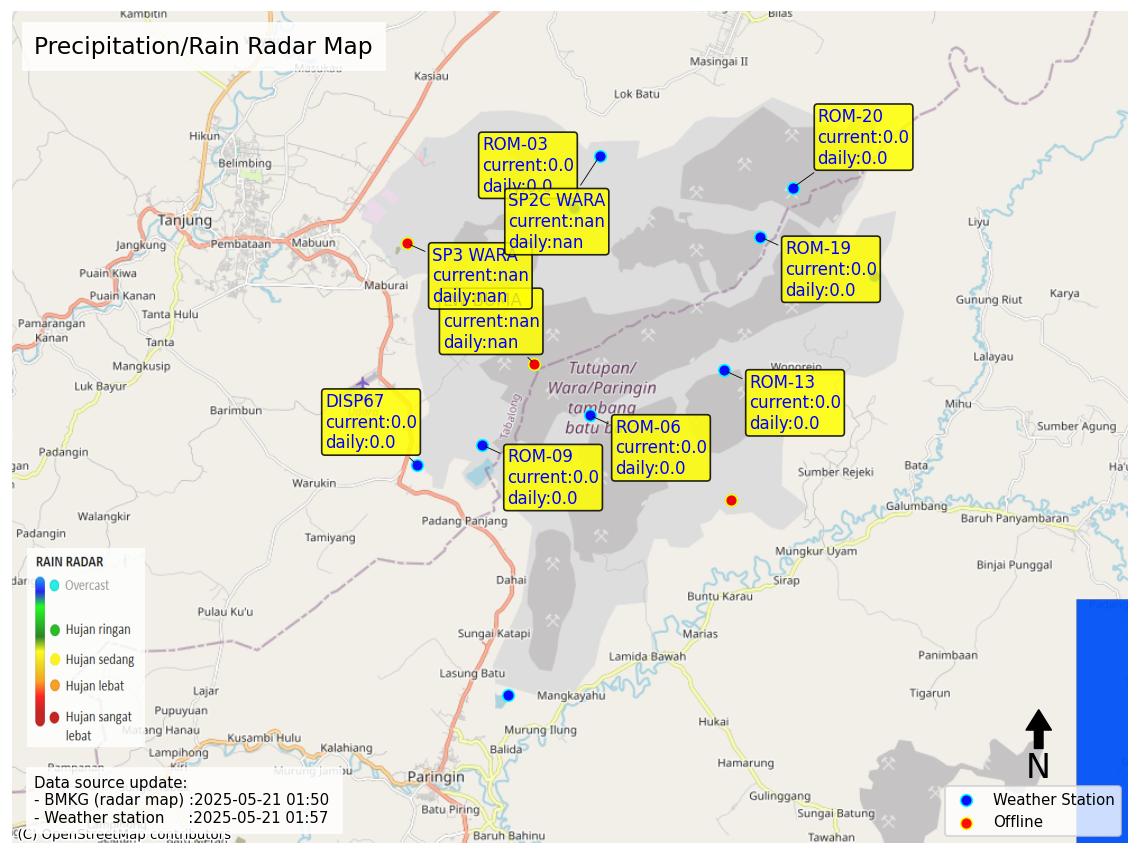 Precipitation/Rain Radar Map
Kambitin
Bilas
Masingai II
Kasiau
Lok Batu
Hikun
Belimbing
Tanjung
Jangkung
Pembataan
Mabuun
Puain Kiwa
Maburai
Puain Kanan
Tanta Hulu
Pamarangan
Kanan
Tanta
Mangkusip
Luk Bayur
Barimbun
Liyu
Gunung Riut
Karya
Lalayau
Mihu
Sumber Agung
Wonorejo
ROM-03
current:0.0
daily:0.0
SP2C WARA
current:nan
daily:nan
SP3 WARA
current:nan
daily:nan
current:nan
daily:nan
ROM-20
current:0.0
daily:0.0
ROM-19
current:0.0
daily:0.0
ROM-13
current:0.0
daily:0.0
Tutupan/
Wara/Paringin
tambang
batu
ROM-06
current:0.0
daily:0.0
ROM-09
current:0.0
daily:0.0
DISP67
current:0.0
daily:0.0
Tabalong
Warukin
Walangkir
Padangin
Padangin
Tamiyang
Padang Panjang
Dahai
Sungai Katapi
Lasung Batu
Mangkayahu
Murung Ilung
Balida
Paringin
Batu Piring
Baruh Bahinu
Sumber Rejeki
Bata
Galumbang
Baruh Panyambaran
Mungkur Uyam
Binjai Punggal
Sirap
Buntu Karau
Marias
Lamida Bawah
Panimbaan
Tigarun
Hukai
Hamarung
Gulinggang
Sungai Batung
Tawahan
Pulau Ku'u
Lajar
Pupuyuan
Matang Hanau
Lampihong
Kusambi Hulu
Kalahiang
Murung Jambu
RAIN RADAR
Overcast
Hujan ringan
Hujan sedang
Hujan lebat
Hujan sangat
lebat
Data source update:
- BMKG (radar map) :2025-05-21 01:50
- Weather station :2025-05-21 01:57
(C) OpenStreetMap contributors
N
Weather Station
Offline